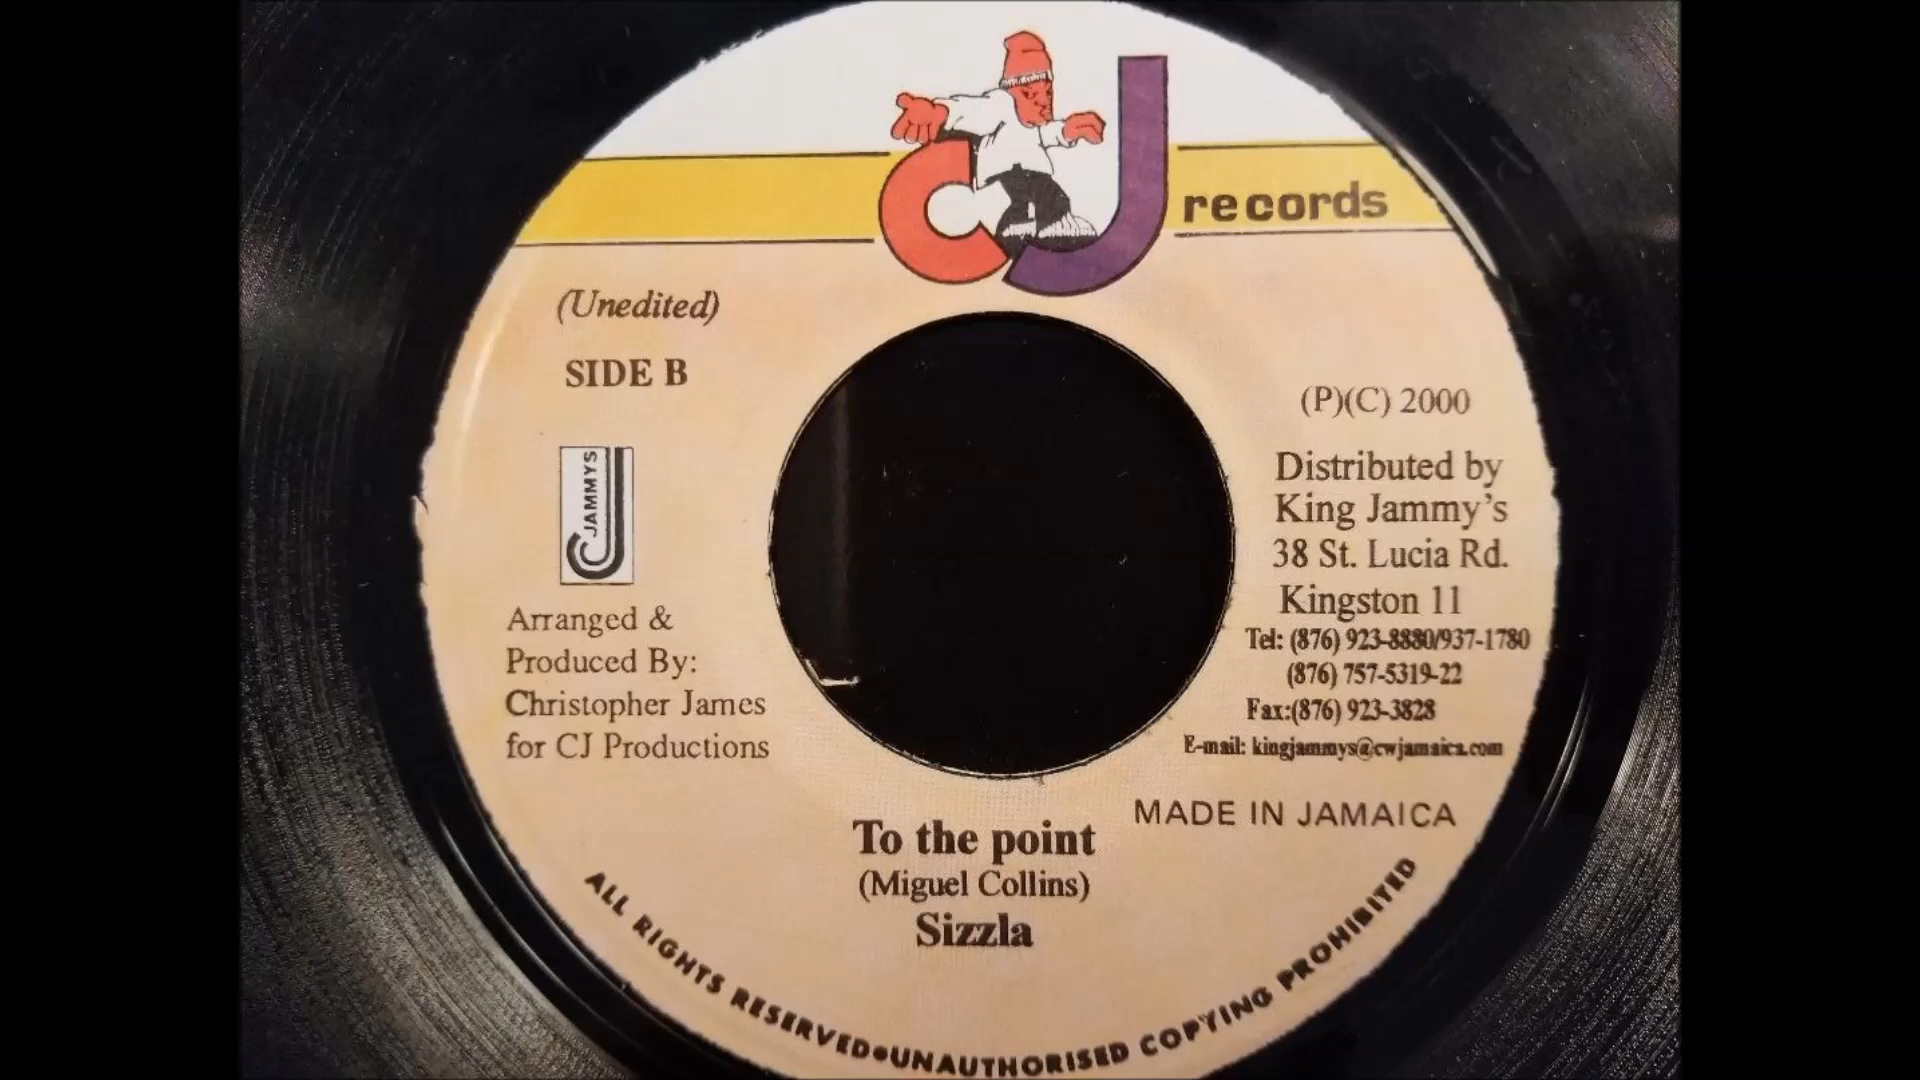 CJ records
(Unedited)
SIDE B
JAMMYS
Arranged &
Produced By:
Christopher James
for CJ Productions
(P)(C) 2000
Distributed by
King Jammy's
38 St. Lucia Rd.
Kingston 11
Tel: (876) 923-8880/937-1780
(876) 757-5319-22
Fax:(876) 923-3828
E-mail: kingjammys@cwjamaica.com
MADE IN JAMAICA
To the point
(Miguel Collins)
Sizzla
ALL RIGHTS RESERVED•UNAUTHORISED COPYING PROHIBITED